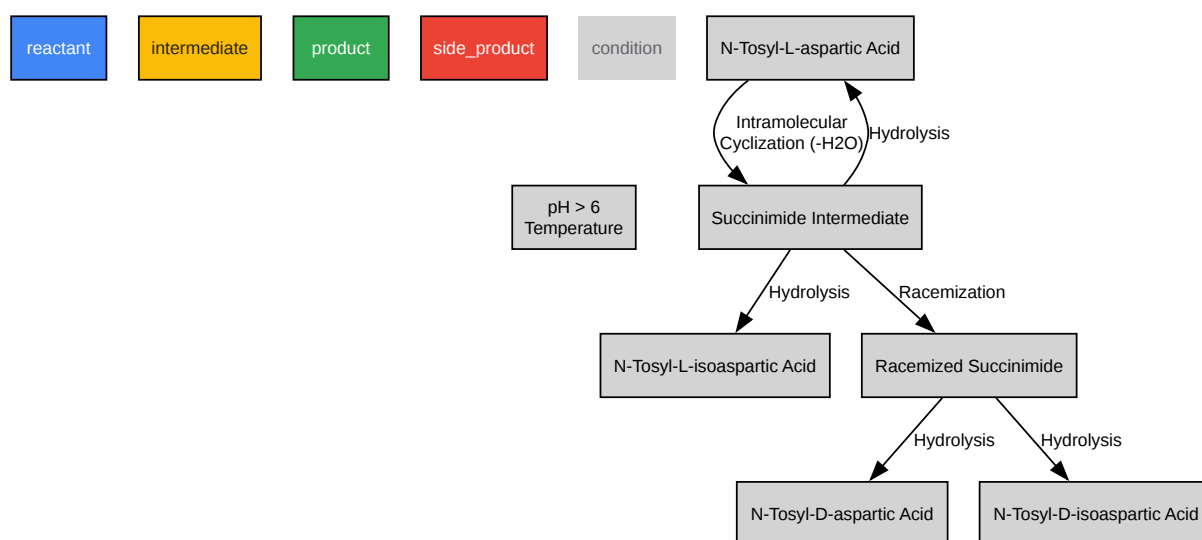 reactant
intermediate
product
side_product
condition
N-Tosyl-L-aspartic Acid
Intramolecular
Cyclization (-H2O)
Hydrolysis
pH > 6
Temperature
Succinimide Intermediate
Hydrolysis
Racemization
N-Tosyl-L-isoaspartic Acid
Racemized Succinimide
Hydrolysis
Hydrolysis
N-Tosyl-D-aspartic Acid
N-Tosyl-D-isoaspartic Acid